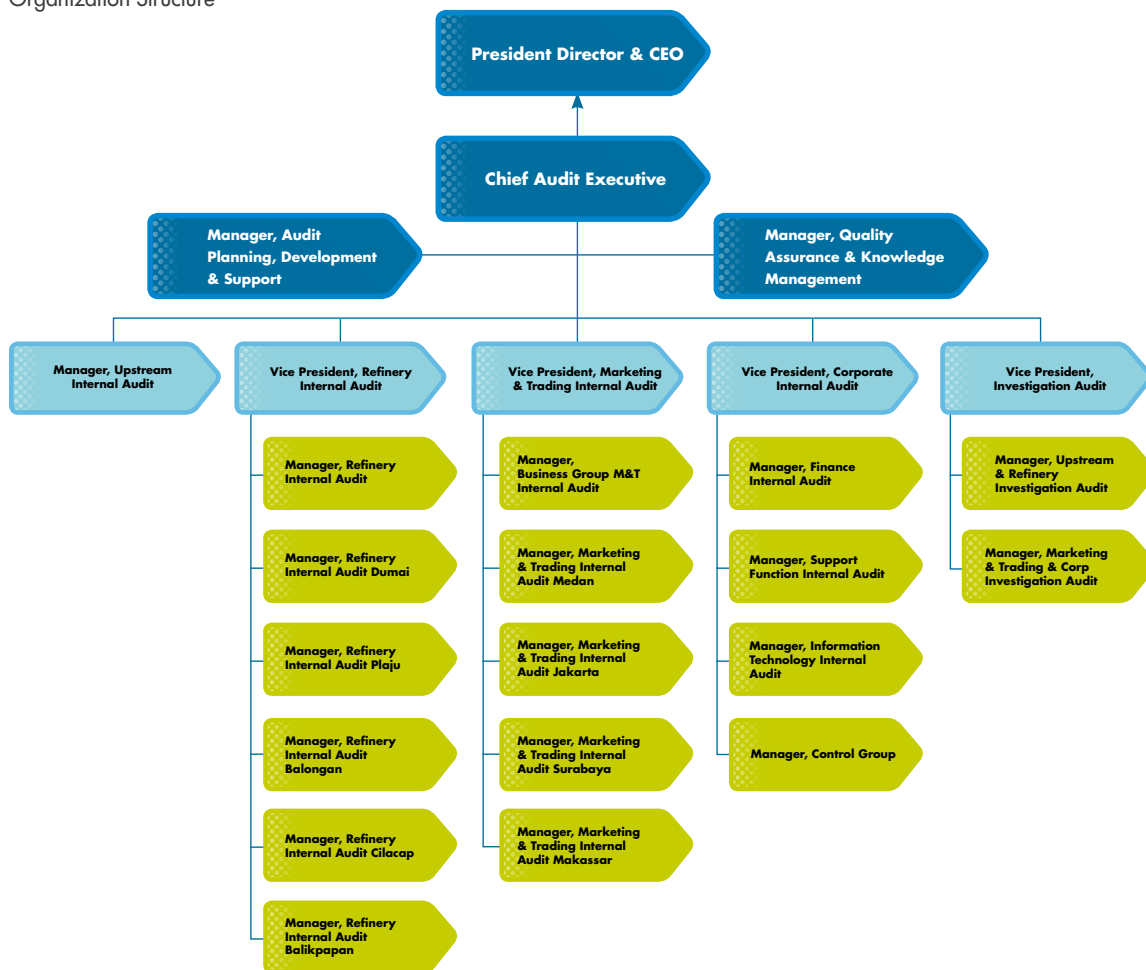 Organization Structure
President Director & CEO
Chief Audit Executive
Manager, Audit
Planning, Development
& Support
Manager, Quality
Assurance & Knowledge
Management
Manager, Upstream
Internal Audit
Vice President, Refinery
Internal Audit
Vice President, Marketing
& Trading Internal Audit
Vice President, Corporate
Internal Audit
Vice President,
Investigation Audit
Manager, Refinery
Internal Audit
Manager, Refinery
Internal Audit Dumai
Manager, Refinery
Internal Audit Plaju
Manager, Refinery
Internal Audit
Balongan
Manager, Refinery
Internal Audit Cilacap
Manager, Refinery
Internal Audit
Balikpapan
Manager,
Business Group M&T
Internal Audit
Manager, Marketing
& Trading Internal
Audit Medan
Manager, Marketing
& Trading Internal
Audit Jakarta
Manager, Marketing
& Trading Internal
Audit Surabaya
Manager, Marketing
& Trading Internal
Audit Makassar
Manager, Finance
Internal Audit
Manager, Support
Function Internal Audit
Manager, Information
Technology Internal
Audit
Manager, Control Group
Manager, Upstream
& Refinery
Investigation Audit
Manager, Marketing
& Trading & Corp
Investigation Audit